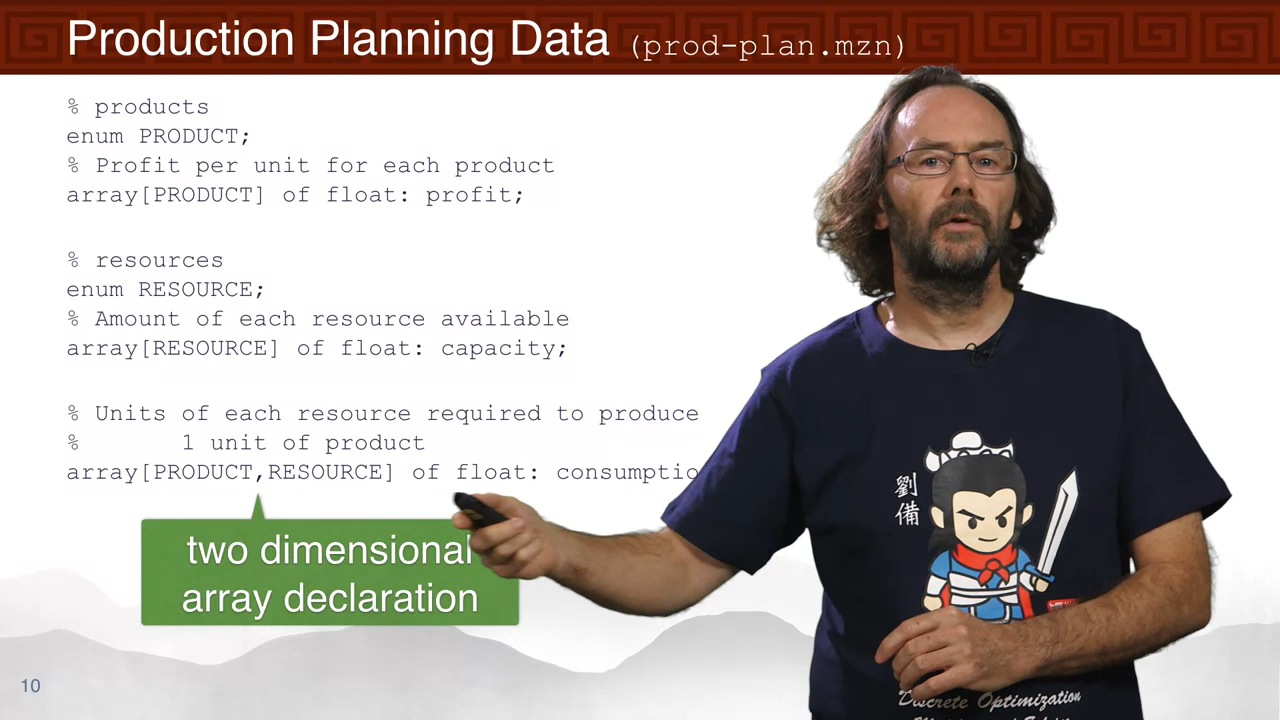 Production Planning Data (prod-plan.mzn)
% products
enum PRODUCT;
% Profit per unit for each product
array[PRODUCT] of float: profit;
% resources
enum RESOURCE;
% Amount of each resource available
array[RESOURCE] of float: capacity;
% Units of each resource required to produce
% 1 unit of product
array[PRODUCT,RESOURCE] of float: consumptio
two dimensional
array declaration
劉備
Discrete Optimization
10